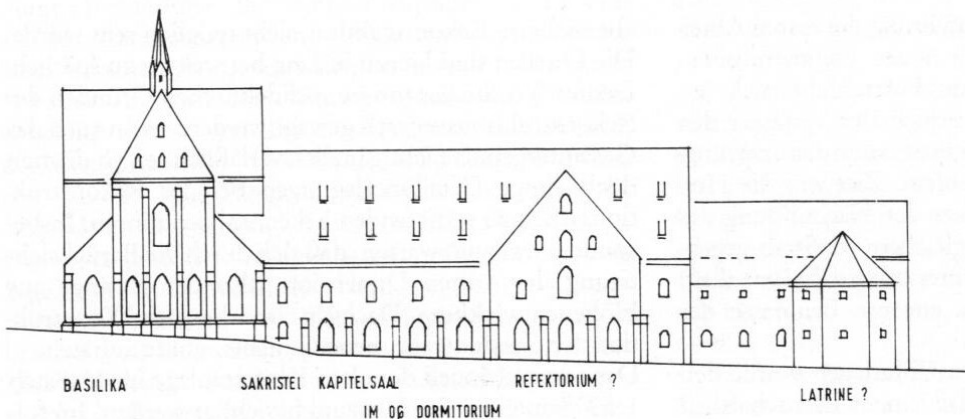 BASILIKA SAKRISTEI KAPITELSAAL REFEKTORIUM ? LATRINE ?
IM OG DORMITORIUM